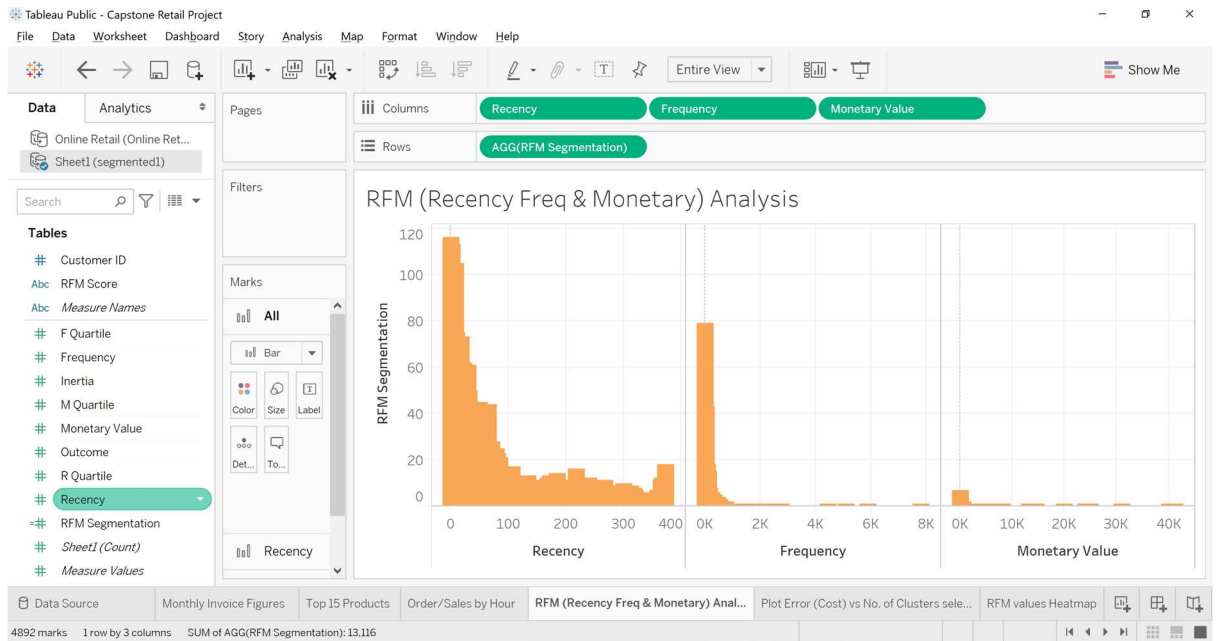 Tableau Public - Capstone Retail Project
File Data Worksheet Dashboard Story Analysis Map Format Window Help
Entire View
Show Me
Data Analytics
Online Retail (Online Ret...
Sheet1 (segmented1)
Search
Tables
Customer ID
Abc RFM Score
Abc Measure Names
F Quartile
Frequency
Inertia
M Quartile
Monetary Value
Outcome
R Quartile
Recency
RFM Segmentation
Sheet1 (Count)
Measure Values
Pages
Filters
Marks
All
Bar
Color Size Label
Det... To...
Recency
Columns Recency Frequency Monetary Value
Rows AGG(RFM Segmentation)
RFM (Recency Freq & Monetary) Analysis
RFM Segmentation
120
100
80
60
40
20
0
0 100 200 300 400 0K 2K 4K 6K 8K 0K 10K 20K 30K 40K
Recency Frequency Monetary Value
Data Source Monthly Invoice Figures Top 15 Products Order/Sales by Hour RFM (Recency Freq & Monetary) Anal... Plot Error (Cost) vs No. of Clusters sele... RFM values Heatmap
4892 marks 1 row by 3 columns SUM of AGG(RFM Segmentation): 13,116